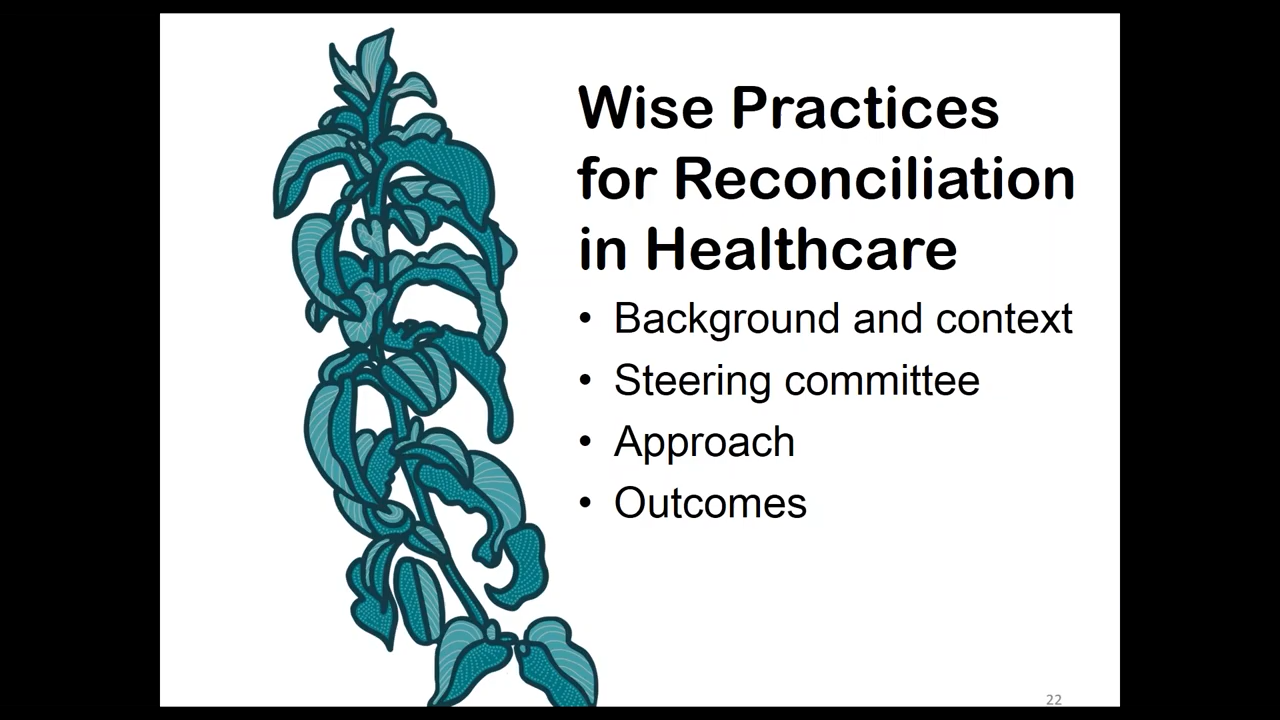 Wise Practices
for Reconciliation
in Healthcare
• Background and context
• Steering committee
• Approach
• Outcomes
22